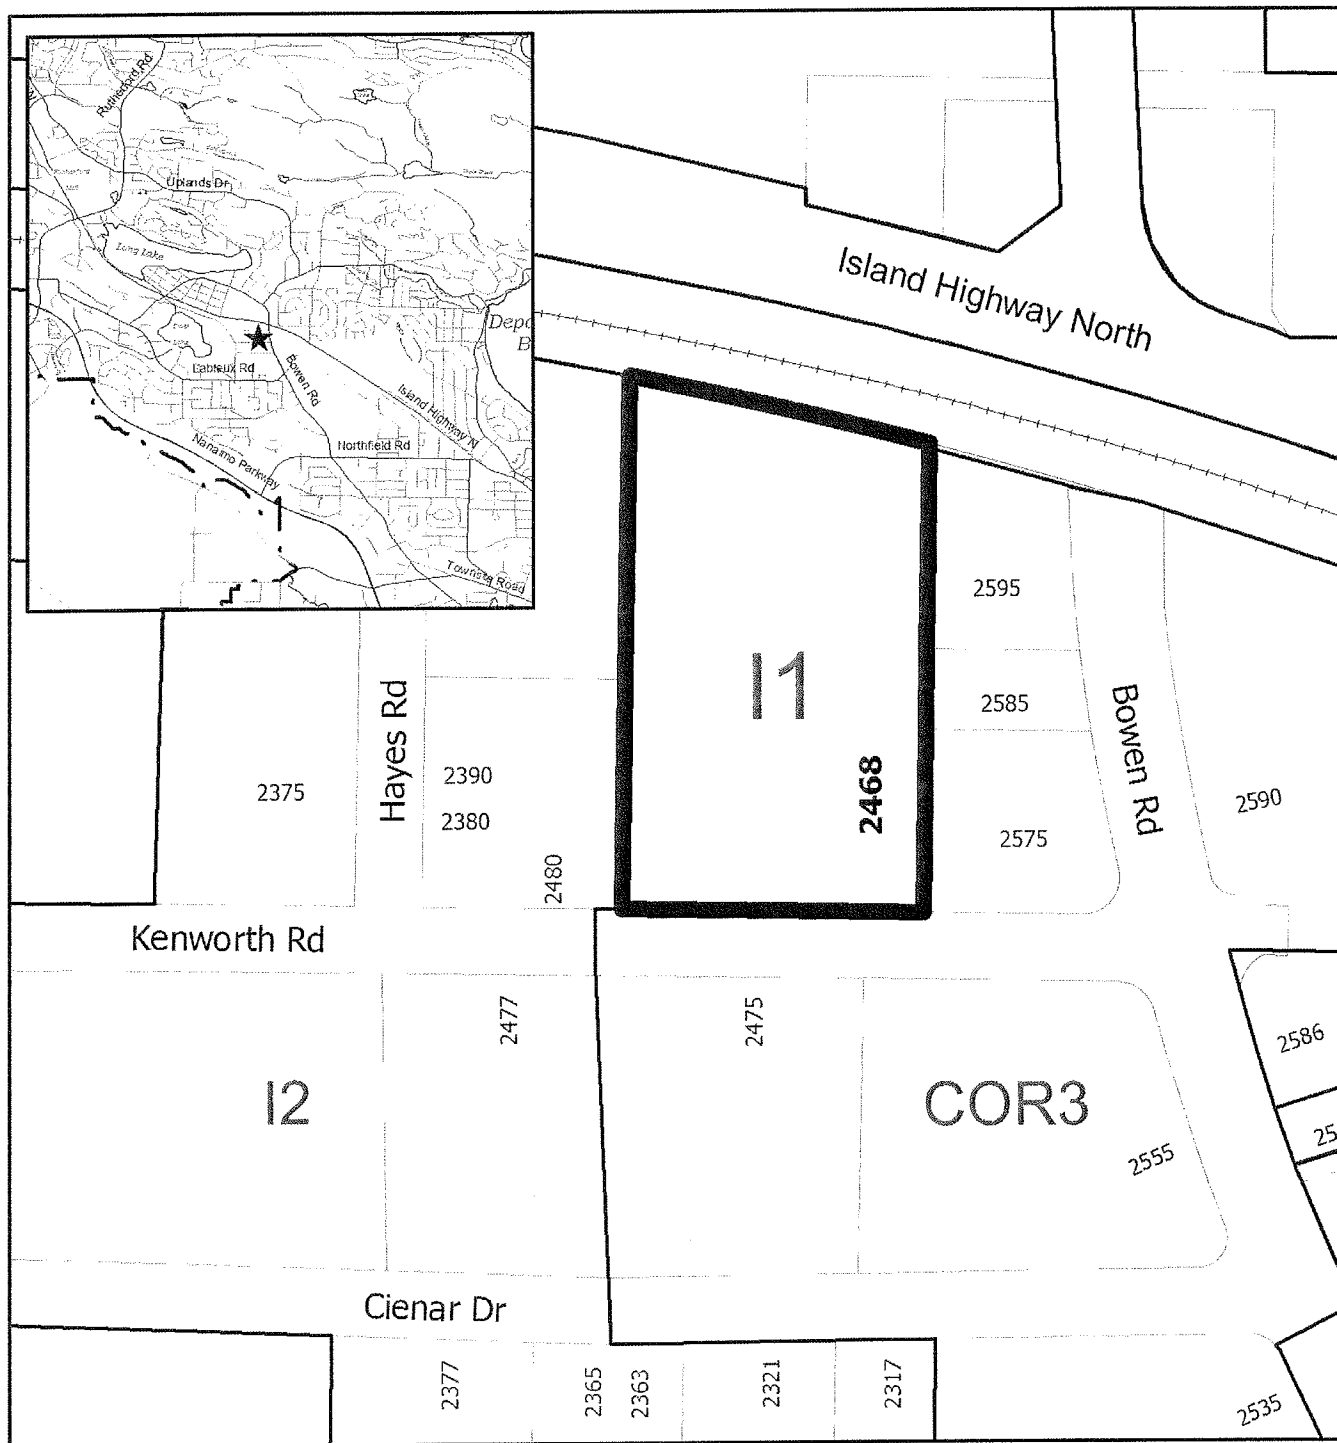 Rutherford Rd
Uplands Dr
Long Lake
Labieux Rd
Bowen Rd
Island Highway N
Northfield Rd
Nanaimo Parkway
Townsite Road
Island Highway North
2595
I1
2585
Bowen Rd
Hayes Rd
2390
2375
2380
2468
2590
2575
2480
Kenworth Rd
2477
2475
2586
I2
COR3
2555
Cienar Dr
2377
2365
2363
2321
2317
2535